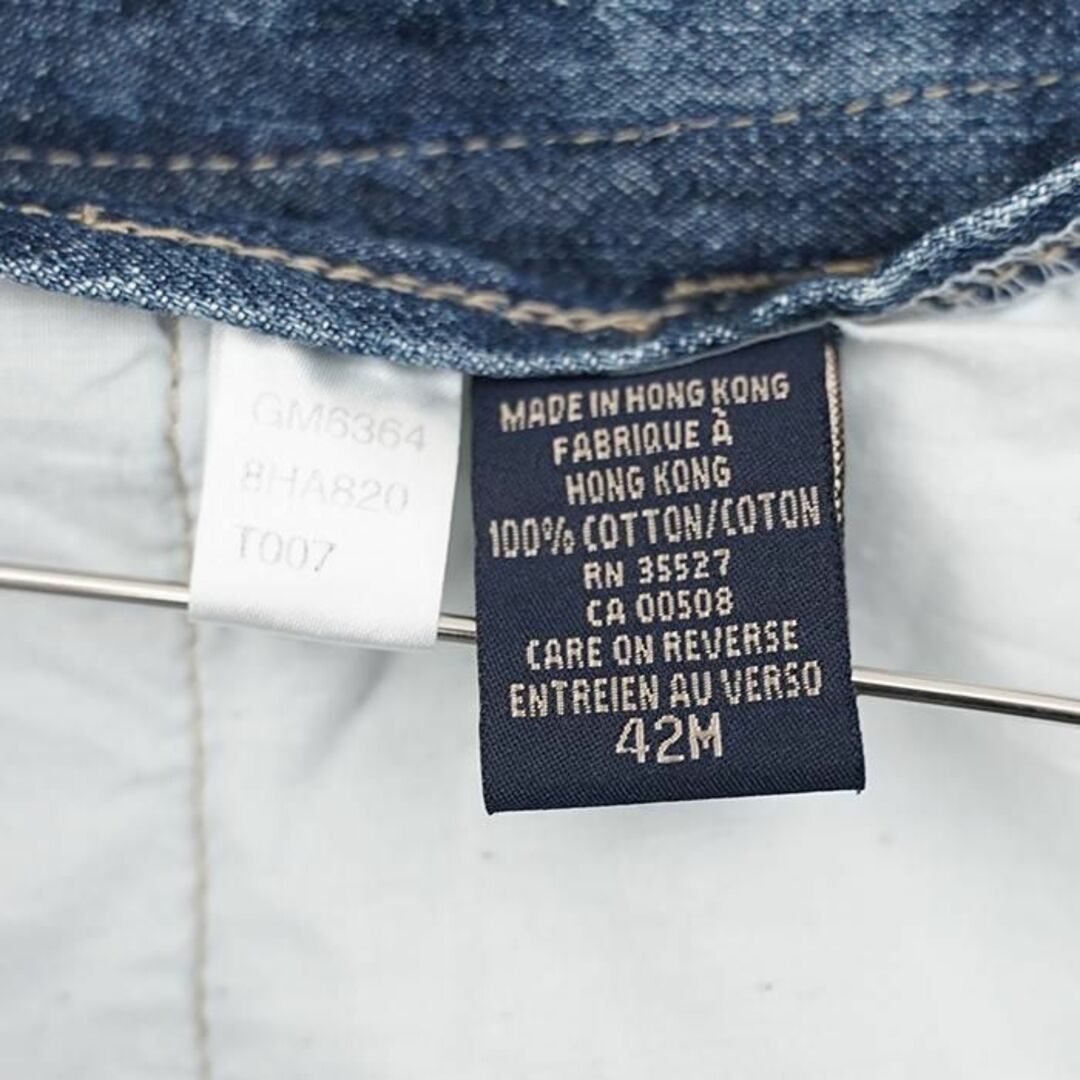 GM6364
8HA820
T007
MADE IN HONG KONG
FABRIQUE À
HONG KONG
100% COTTON/COTON
RN 35527
CA 00508
CARE ON REVERSE
ENTREIEN AU VERSO
42M